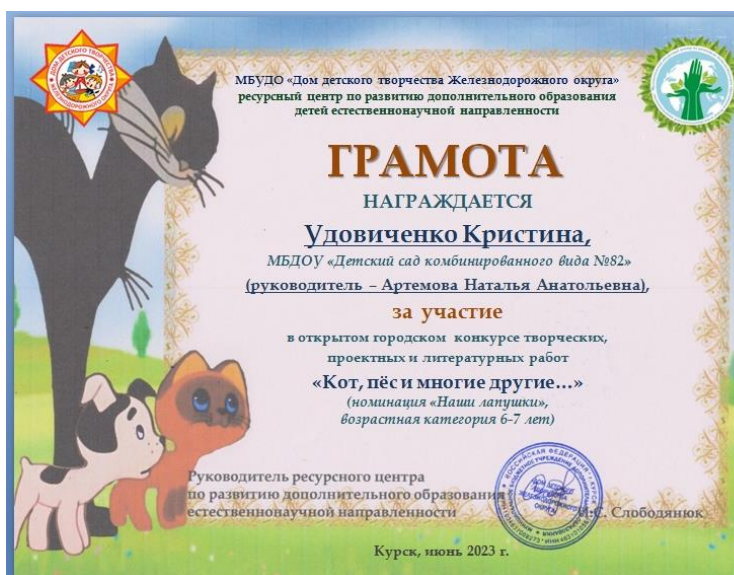 МБУДО «Дом детского творчества Железнодорожного округа»
ресурсный центр по развитию дополнительного образования
детей естественнонаучной направленности
ГРАМОТА
НАГРАЖДАЕТСЯ
Удовиченко Кристина,
МБДОУ «Детский сад комбинированного вида №82»
(руководитель – Артемова Наталья Анатольевна),
за участие
в открытом городском конкурсе творческих,
проектных и литературных работ
«Кот, пёс и многие другие…»
(номинация «Наши лапушки»,
возрастная категория 6-7 лет)
Руководитель ресурсного центра
по развитию дополнительного образования
естественнонаучной направленности
Слободянюк
Курск, июнь 2023 г.